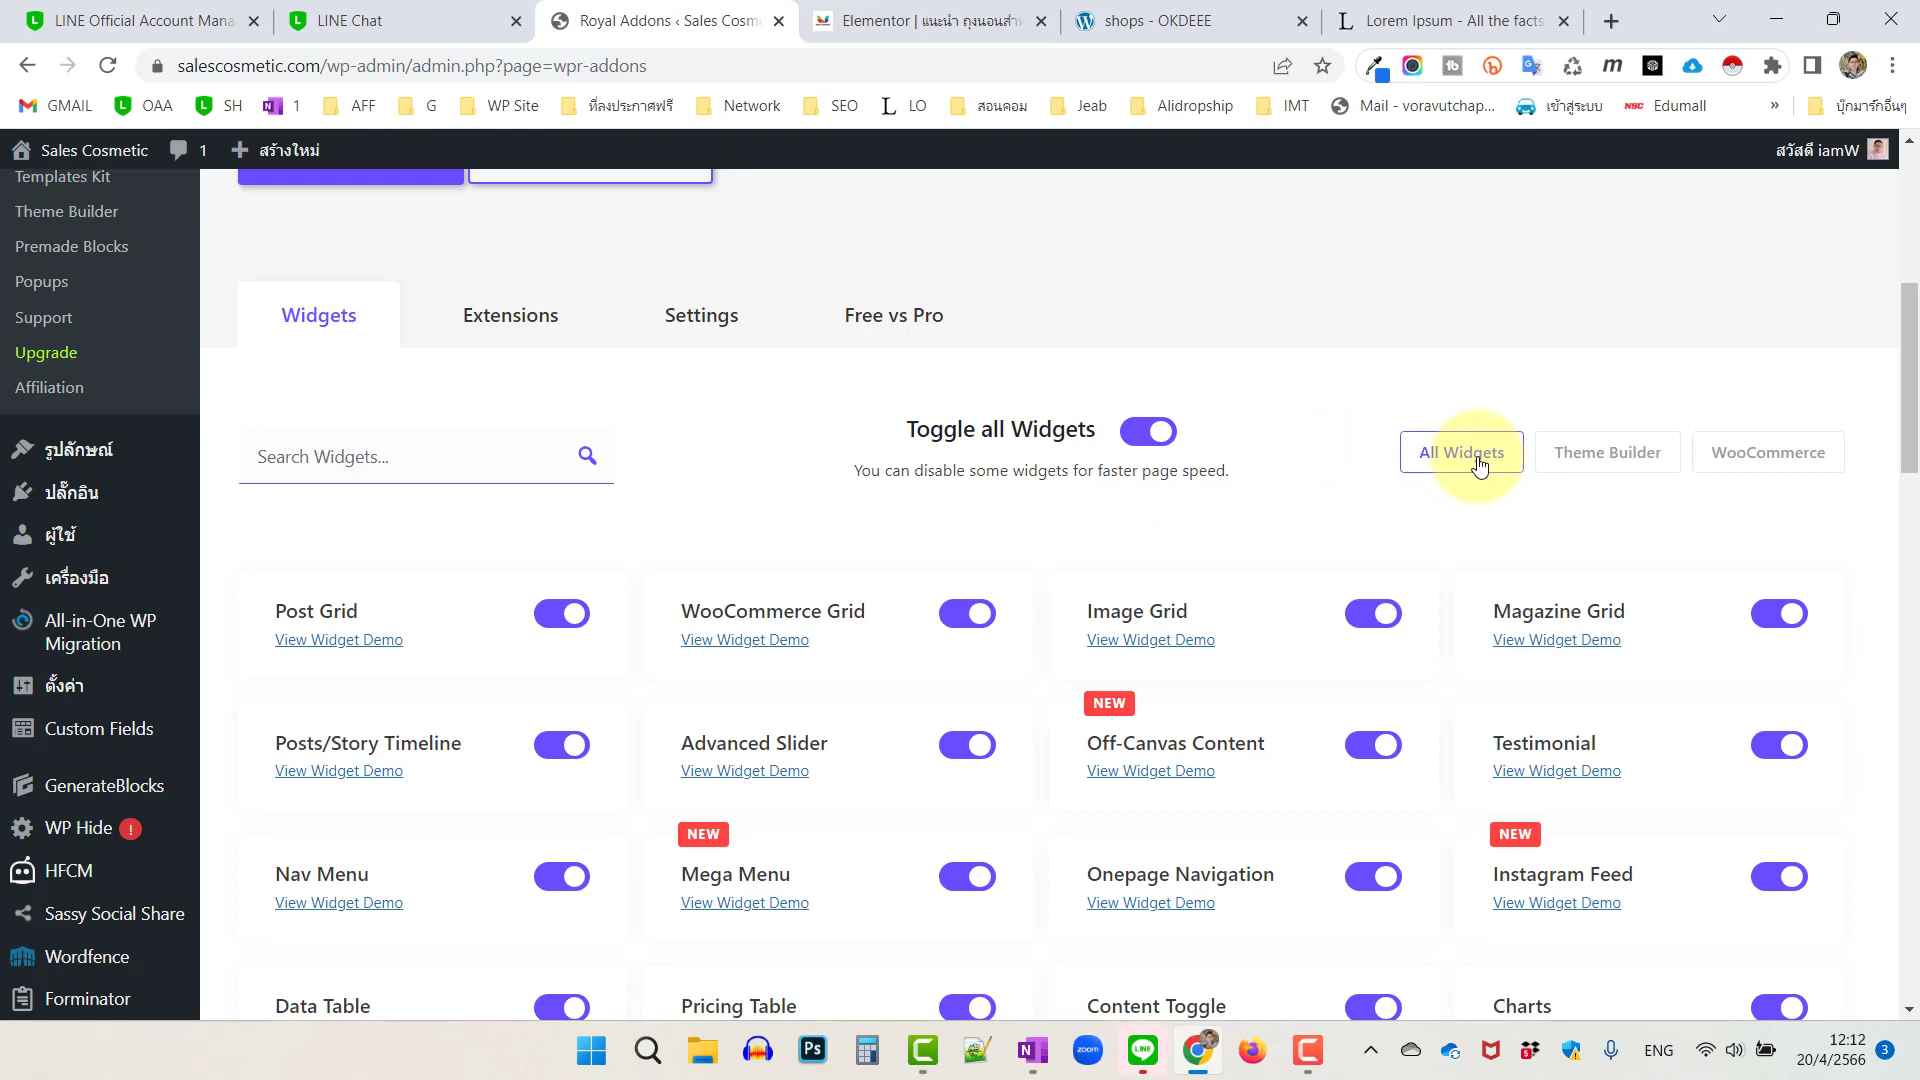 LINE Official Account Mana
LINE Chat
Royal Addons ‹ Sales Cosme
Elementor | แนะนำ ถุงนอนสำห
shops - OKDEEE
Lorem Ipsum - All the facts
salescosmetic.com/wp-admin/admin.php?page=wpr-addons
GMAIL
OAA
SH
1
AFF
G
WP Site
ที่ลงประกาศฟรี
Network
SEO
LO
สอนคอม
Jeab
Alidropship
IMT
Mail - voravutchap...
เข้าสู่ระบบ
NSC
Edumall
»
บุ๊กมาร์กอื่นๆ
Sales Cosmetic
1
สร้างใหม่
สวัสดี iamW
Templates Kit
Theme Builder
Premade Blocks
Popups
Support
Upgrade
Affiliation
รูปลักษณ์
ปลั๊กอิน
ผู้ใช้
เครื่องมือ
All-in-One WP
Migration
ตั้งค่า
Custom Fields
GenerateBlocks
WP Hide !
HFCM
Sassy Social Share
Wordfence
Forminator
Widgets
Extensions
Settings
Free vs Pro
Search Widgets...
Toggle all Widgets
You can disable some widgets for faster page speed.
All Widgets
Theme Builder
WooCommerce
Post Grid
View Widget Demo
WooCommerce Grid
View Widget Demo
Image Grid
View Widget Demo
Magazine Grid
View Widget Demo
Posts/Story Timeline
View Widget Demo
Advanced Slider
View Widget Demo
NEW
Off-Canvas Content
View Widget Demo
Testimonial
View Widget Demo
Nav Menu
View Widget Demo
NEW
Mega Menu
View Widget Demo
Onepage Navigation
View Widget Demo
NEW
Instagram Feed
View Widget Demo
Data Table
Pricing Table
Content Toggle
Charts
Ps
zoom
LINE
ENG
12:12
20/4/2566
3